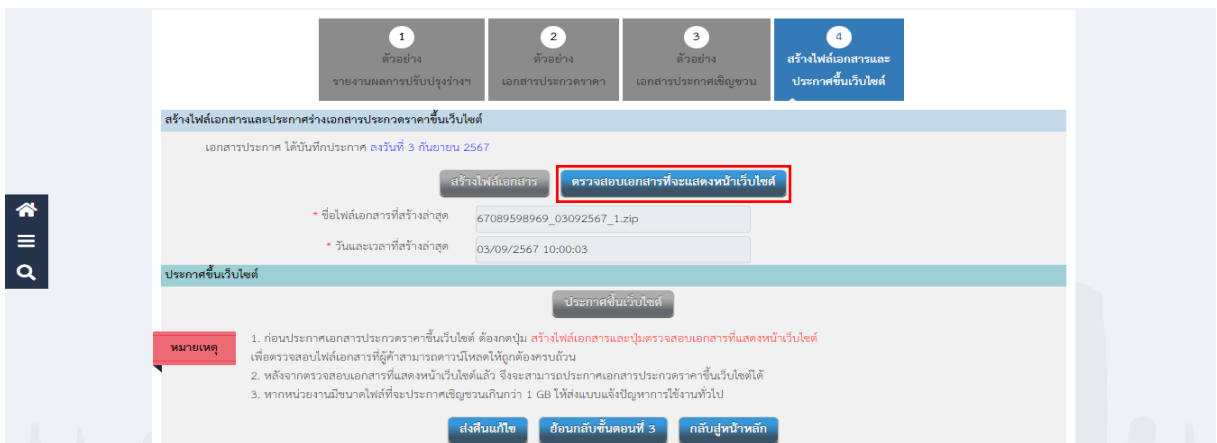 1
ตัวอย่าง
รายงานผลการปรับปรุงร่างฯ
2
ตัวอย่าง
เอกสารประกวดราคา
3
ตัวอย่าง
เอกสารประกาศเชิญชวน
4
สร้างไฟล์เอกสารและ
ประกาศขึ้นเว็บไซต์
สร้างไฟล์เอกสารและประกาศร่างเอกสารประกวดราคาขึ้นเว็บไซต์
เอกสารประกาศ ได้บันทึกประกาศ ลงวันที่ 3 กันยายน 2567
สร้างไฟล์เอกสาร ตรวจสอบเอกสารที่จะแสดงหน้าเว็บไซต์
* ชื่อไฟล์เอกสารที่สร้างล่าสุด 67089598969_03092567_1.zip
* วันและเวลาที่สร้างล่าสุด 03/09/2567 10:00:03
ประกาศขึ้นเว็บไซต์
ประกาศขึ้นเว็บไซต์
หมายเหตุ
1. ก่อนประกาศเอกสารประกวดราคาขึ้นเว็บไซต์ ต้องกดปุ่ม สร้างไฟล์เอกสารและปุ่มตรวจสอบเอกสารที่แสดงหน้าเว็บไซต์
เพื่อตรวจสอบไฟล์เอกสารที่ผู้ค้าสามารถดาวน์โหลดให้ถูกต้องครบถ้วน
2. หลังจากตรวจสอบเอกสารที่แสดงหน้าเว็บไซต์แล้ว จึงจะสามารถประกาศเอกสารประกวดราคาขึ้นเว็บไซต์ได้
3. หากหน่วยงานมีขนาดไฟล์ที่จะประกาศเชิญชวนเกินกว่า 1 GB ให้ส่งแบบแจ้งปัญหาการใช้งานทั่วไป
ส่งคืนแก้ไข ย้อนกลับขั้นตอนที่ 3 กลับสู่หน้าหลัก